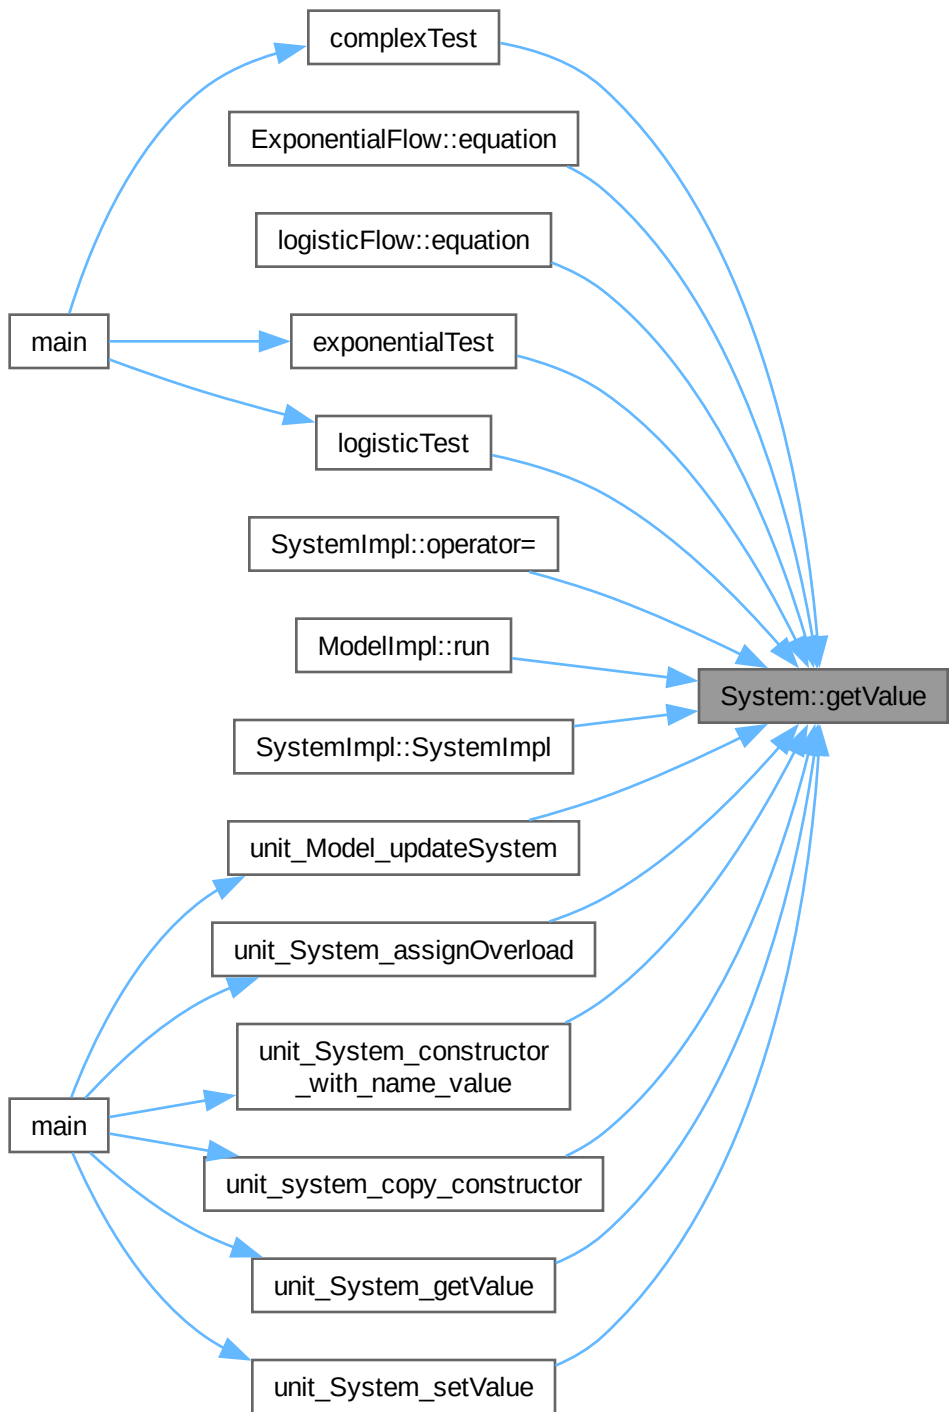 complexTest
ExponentialFlow::equation
logisticFlow::equation
main
exponentialTest
logisticTest
SystemImpl::operator=
ModelImpl::run
System::getValue
SystemImpl::SystemImpl
unit_Model_updateSystem
unit_System_assignOverload
unit_System_constructor
_with_name_value
main
unit_system_copy_constructor
unit_System_getValue
unit_System_setValue